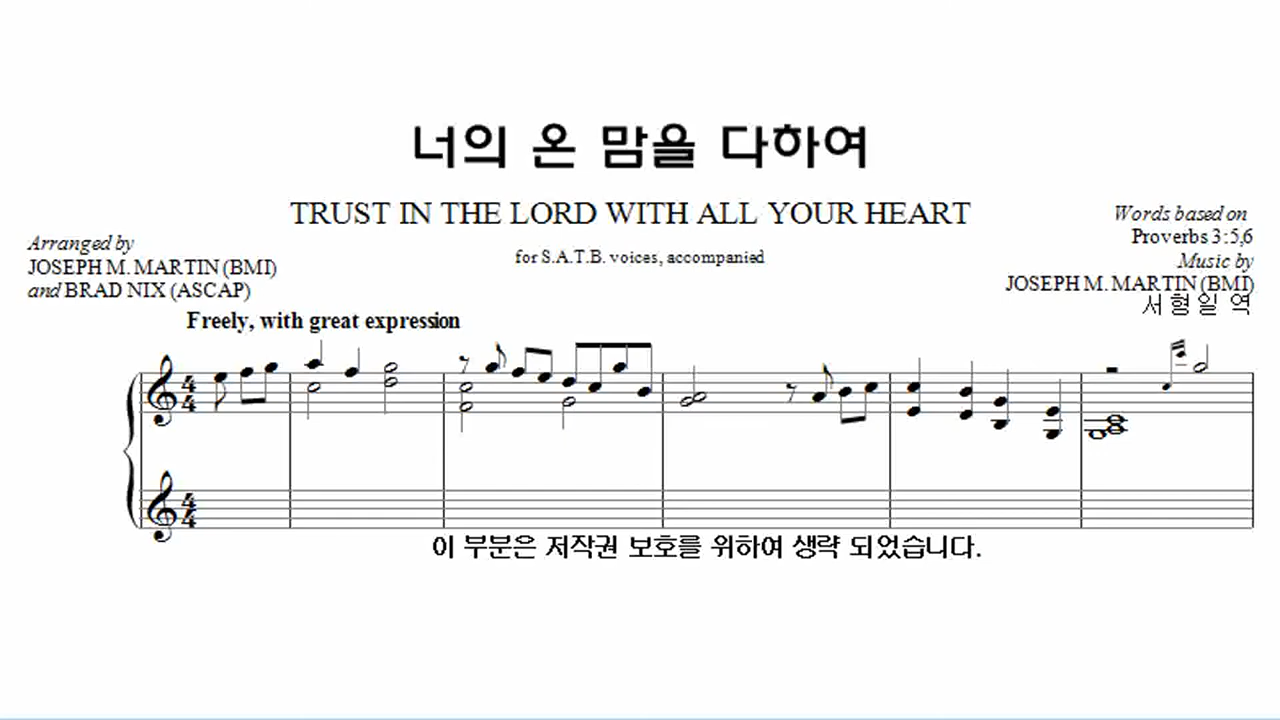 너의 온 맘을 다하여
TRUST IN THE LORD WITH ALL YOUR HEART
for S.A.T.B. voices, accompanied
Arranged by
JOSEPH M. MARTIN (BMI)
and BRAD NIX (ASCAP)
Words based on
Proverbs 3:5,6
Music by
JOSEPH M. MARTIN (BMI)
서형일 역
Freely, with great expression
이 부분은 저작권 보호를 위하여 생략 되었습니다.